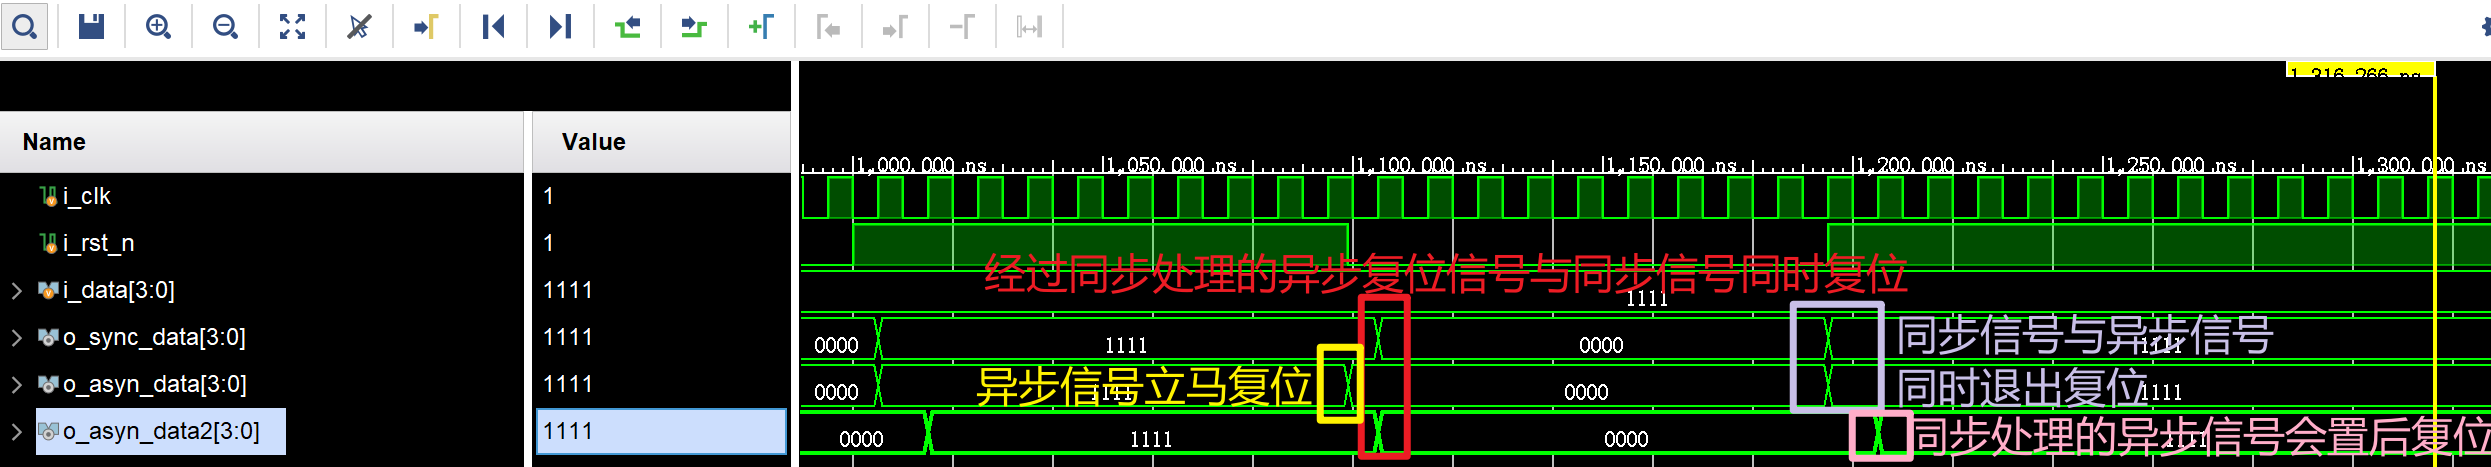 1,316.266 ns
Name
Value
1,000.000 ns
1,050.000 ns
1,100.000 ns
1,150.000 ns
1,200.000 ns
1,250.000 ns
1,300.000 ns
i_clk
1
i_rst_n
1
经过同步处理的异步复位信号与同步信号同时复位
i_data[3:0]
1111
1111
o_sync_data[3:0]
1111
0000
1111
0000
1111
同步信号与异步信号
o_asyn_data[3:0]
1111
0000
1111
异步信号立马复位
0000
1111
同时退出复位
o_asyn_data2[3:0]
1111
0000
1111
0000
1111
同步处理的异步信号会置后复位